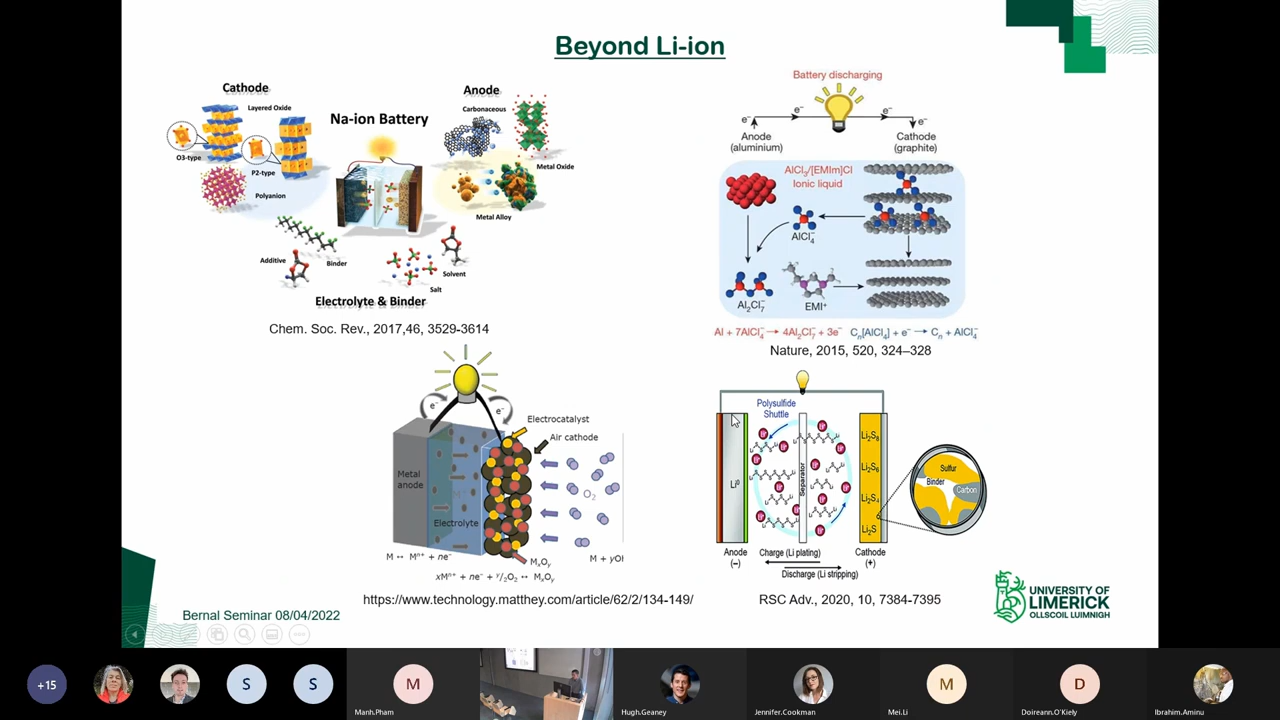 Beyond Li-ion
Cathode
Layered Oxide
O3-type
P2-type
Polyanion
Na-ion Battery
Anode
Carbonaceous
Metal Oxide
Metal Alloy
Additive
Binder
Solvent
Salt
Electrolyte & Binder
Chem. Soc. Rev., 2017,46, 3529-3614
Battery discharging
e⁻ e⁻
e⁻ e⁻
Anode
(aluminium)
Cathode
(graphite)
AlCl₃/[EMIm]Cl
Ionic liquid
AlCl₄⁻
Al₂Cl₇⁻
EMI⁺
Al + 7AlCl₄⁻ → 4Al₂Cl₇⁻ + 3e⁻ Cₙ[AlCl₄] + e⁻ → Cₙ + AlCl₄⁻
Nature, 2015, 520, 324–328
e⁻ e⁻
Electrocatalyst
Air cathode
Metal
anode
O₂
Electrolyte
M ↔ Mⁿ⁺ + ne⁻
MₓOᵧ
M + yO
xMⁿ⁺ + ne⁻ + ʸ/₂O₂ ↔ MₓOᵧ
https://www.technology.matthey.com/article/62/2/134-149/
Polysulfide
Shuttle
Li⁰
Separator
Li₂S₈
Li₂S₆
Li₂S₄
Li₂S
Sulfur
Binder
Carbon
Anode
(−)
Charge (Li plating)
Discharge (Li stripping)
Cathode
(+)
RSC Adv., 2020, 10, 7384-7395
UNIVERSITY OF
LIMERICK
OLLSCOIL LUIMNIGH
Bernal Seminar 08/04/2022
+15
S
S
M
Manh.Pham
Hugh.Geaney
Jennifer.Cookman
M
Mei.Li
D
Doireann.O'Kiely
Ibrahim.Aminu